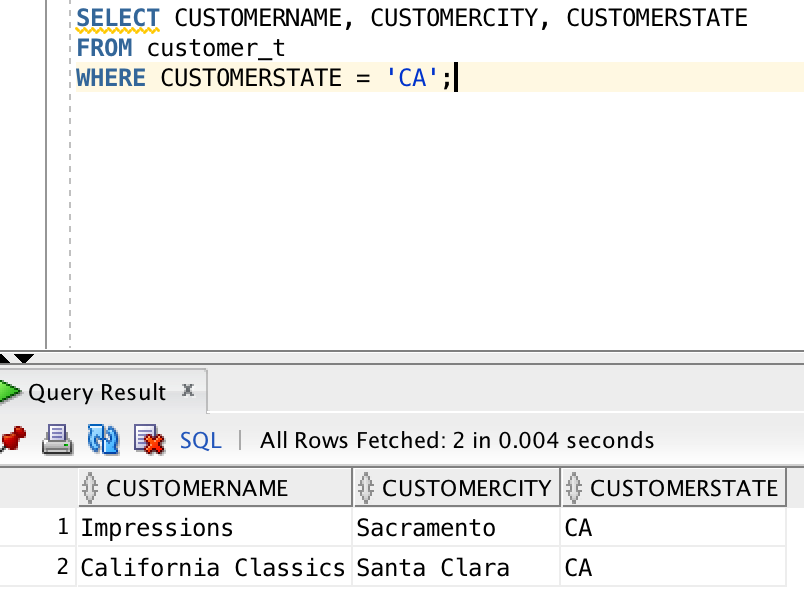 SELECT CUSTOMERNAME, CUSTOMERCITY, CUSTOMERSTATE
FROM customer_t
WHERE CUSTOMERSTATE = 'CA';
Query Result x
SQL | All Rows Fetched: 2 in 0.004 seconds
CUSTOMERNAME CUSTOMERCITY CUSTOMERSTATE
1 Impressions Sacramento CA
2 California Classics Santa Clara CA